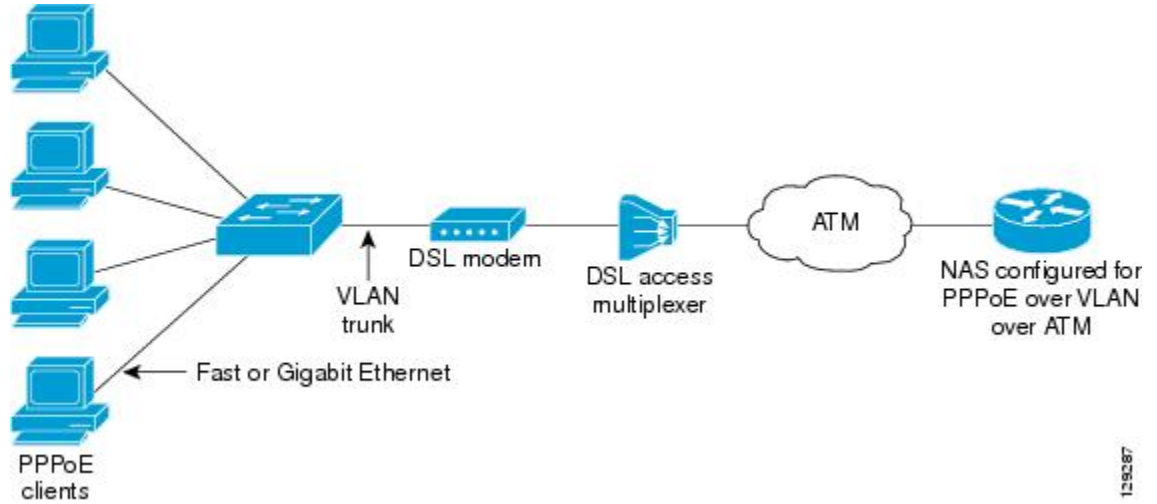 ATM
DSL modem
DSL access
multiplexer
NAS configured for
PPPoE over VLAN
over ATM
VLAN
trunk
Fast or Gigabit Ethernet
PPPoE
clients
129287